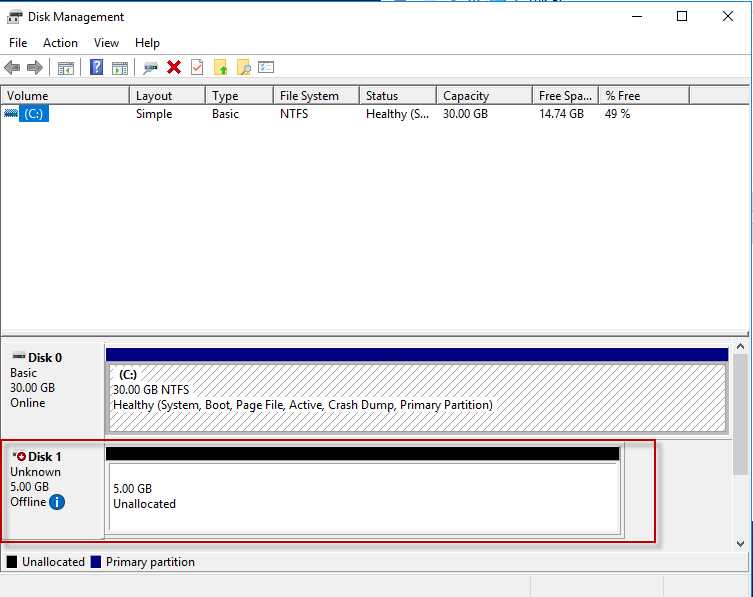 Disk Management
File Action View Help
Volume Layout Type File System Status Capacity Free Spa... % Free
(C:) Simple Basic NTFS Healthy (S... 30.00 GB 14.74 GB 49 %
Disk 0
Basic
30.00 GB
Online
(C:)
30.00 GB NTFS
Healthy (System, Boot, Page File, Active, Crash Dump, Primary Partition)
Disk 1
Unknown
5.00 GB
Offline
5.00 GB
Unallocated
Unallocated Primary partition